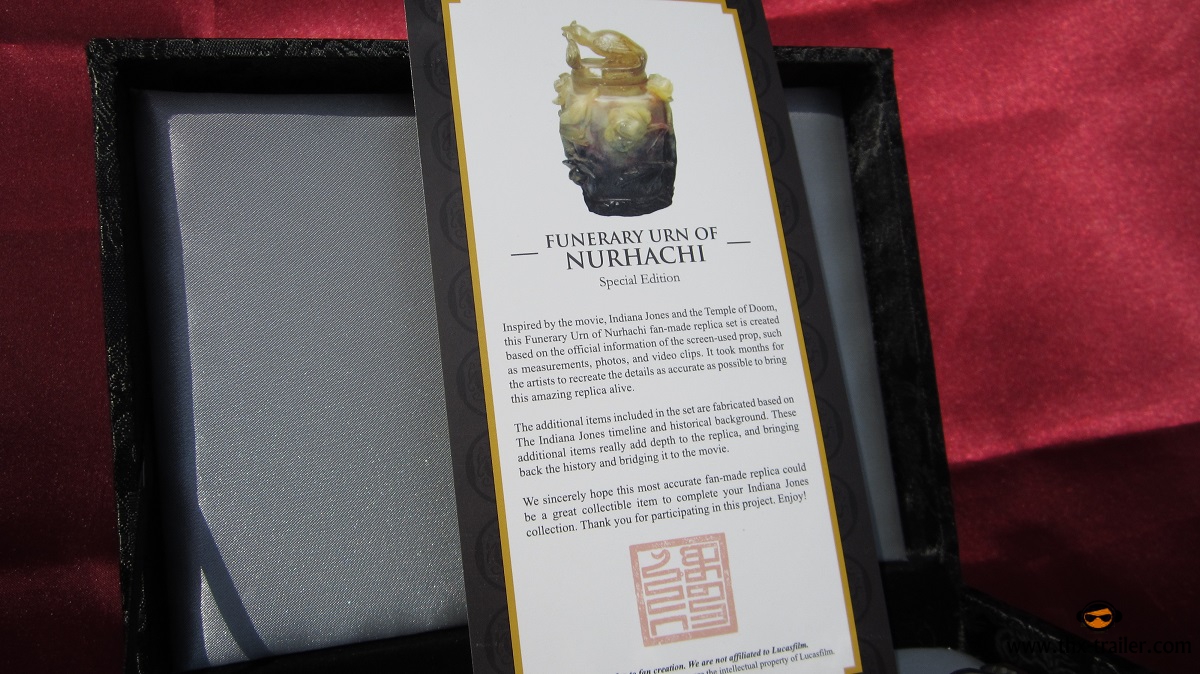 FUNERARY URN OF
NURHACHI
Special Edition
Inspired by the movie, Indiana Jones and the Temple of Doom,
this Funerary Urn of Nurhachi fan-made replica set is created
based on the official information of the screen-used prop, such
as measurements, photos, and video clips. It took months for
the artists to recreate the details as accurate as possible to bring
this amazing replica alive.
The additional items included in the set are fabricated based on
The Indiana Jones timeline and historical background. These
additional items really add depth to the replica, and bringing
back the history and bridging it to the movie.
We sincerely hope this most accurate fan-made replica could
be a great collectible item to complete your Indiana Jones
collection. Thank you for participating in this project. Enjoy!
fan creation. We are not affiliated to Lucasfilm.
the intellectual property of Lucasfilm.